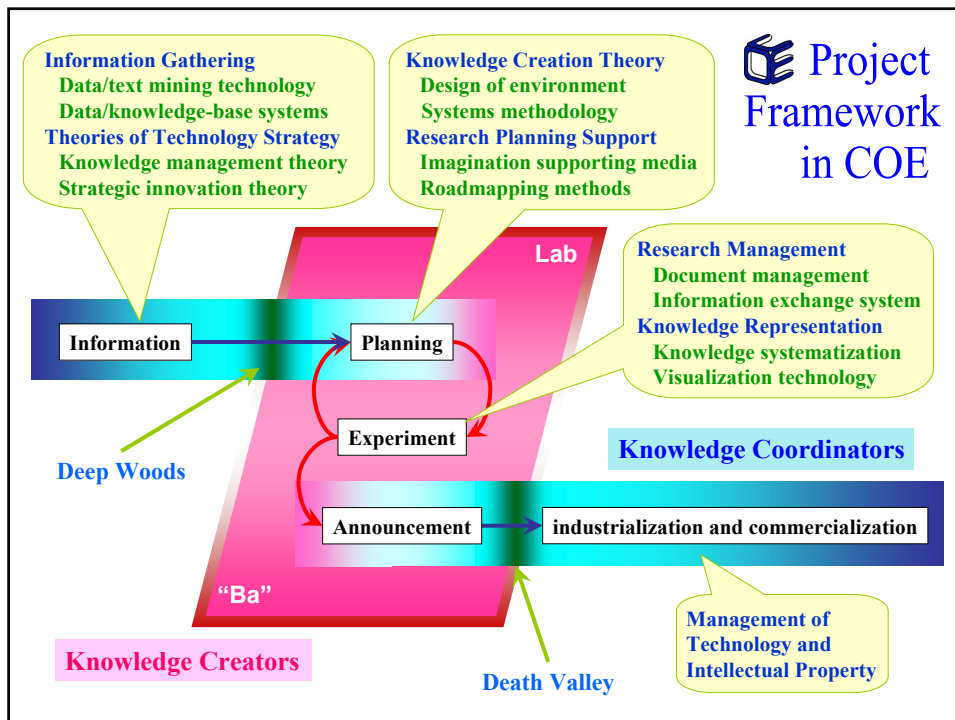 Project
Framework
in COE
Information Gathering
Data/text mining technology
Data/knowledge-base systems
Theories of Technology Strategy
Knowledge management theory
Strategic innovation theory
Knowledge Creation Theory
Design of environment
Systems methodology
Research Planning Support
Imagination supporting media
Roadmapping methods
Lab
Research Management
Document management
Information exchange system
Knowledge Representation
Knowledge systematization
Visualization technology
Information
Planning
Experiment
Deep Woods
Knowledge Coordinators
Announcement
industrialization and commercialization
“Ba”
Management of
Technology and
Intellectual Property
Knowledge Creators
Death Valley